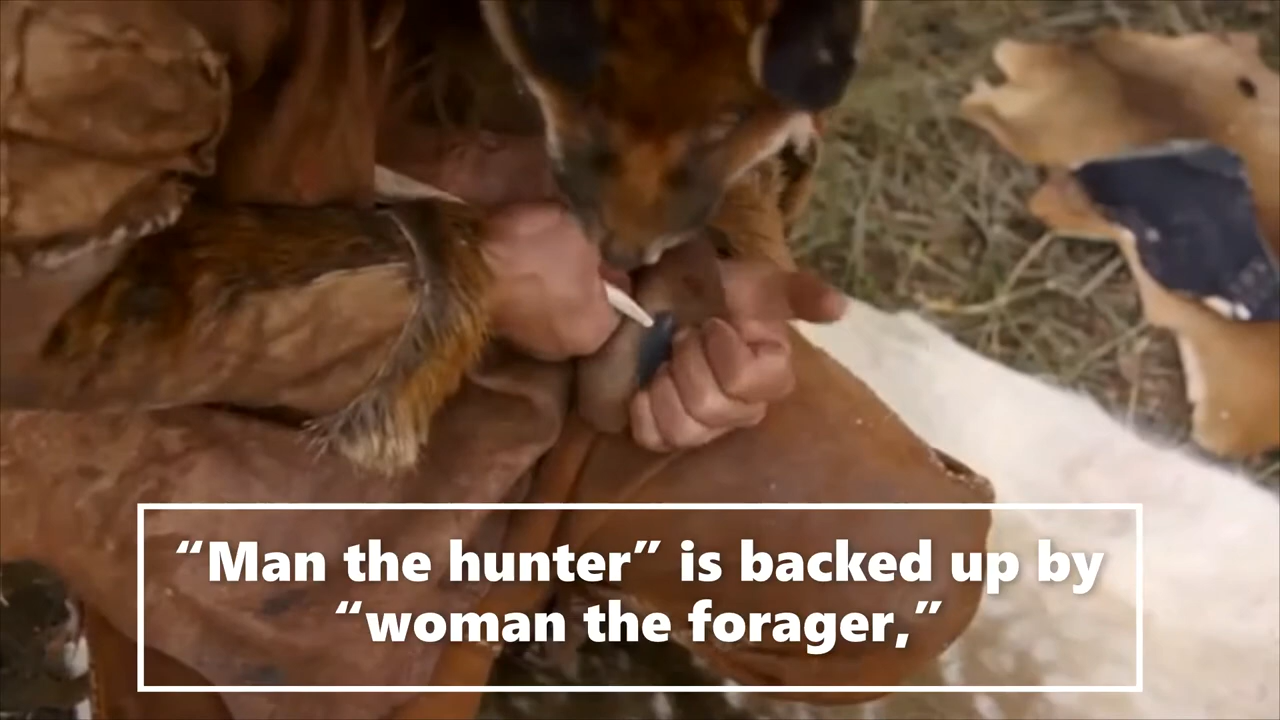 “Man the hunter” is backed up by
“woman the forager,”